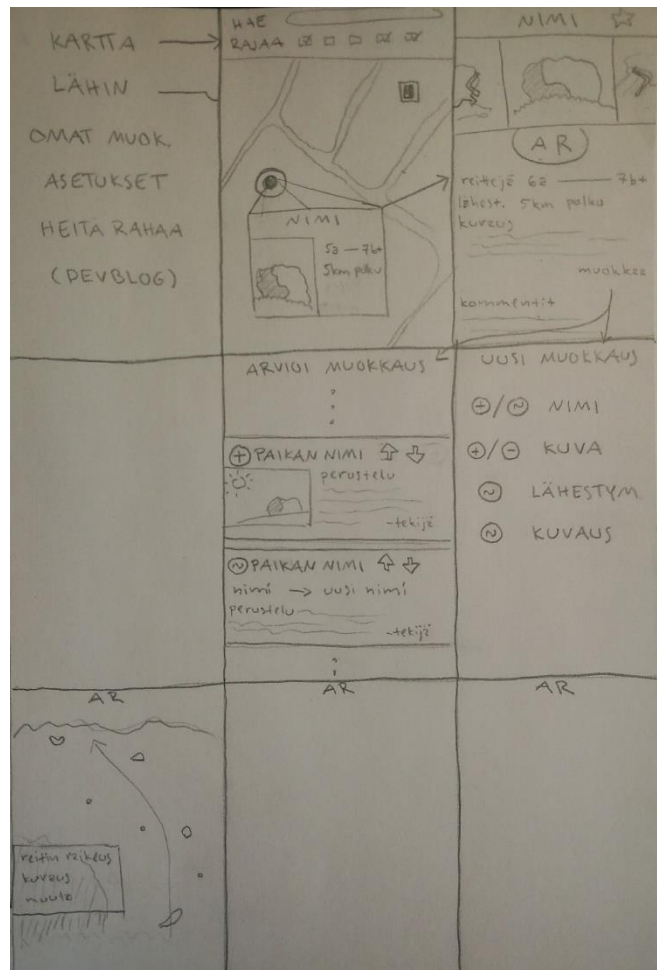 KARTTA
LÄHIN
OMAT MUOK.
ASETUKSET
HEITÄ RAHAA
(DEVBLOG)
HAE
RAJAA
NIMI
5a — 7b+
5km polku
NIMI
AR
reittejä 6a — 7b+
lähest. 5km polku
kuvaus
muokkaa
kommentit
ARVIOI MUOKKAUS
+ PAIKAN NIMI
perustelu
-tekijä
~ PAIKAN NIMI
nimi → uusi nimi
perustelu
-tekijä
UUSI MUOKKAUS
+/~ NIMI
+/- KUVA
~ LÄHESTYM.
~ KUVAUS
AR
reitin vaikeus
kuvaus
muuta
AR
AR